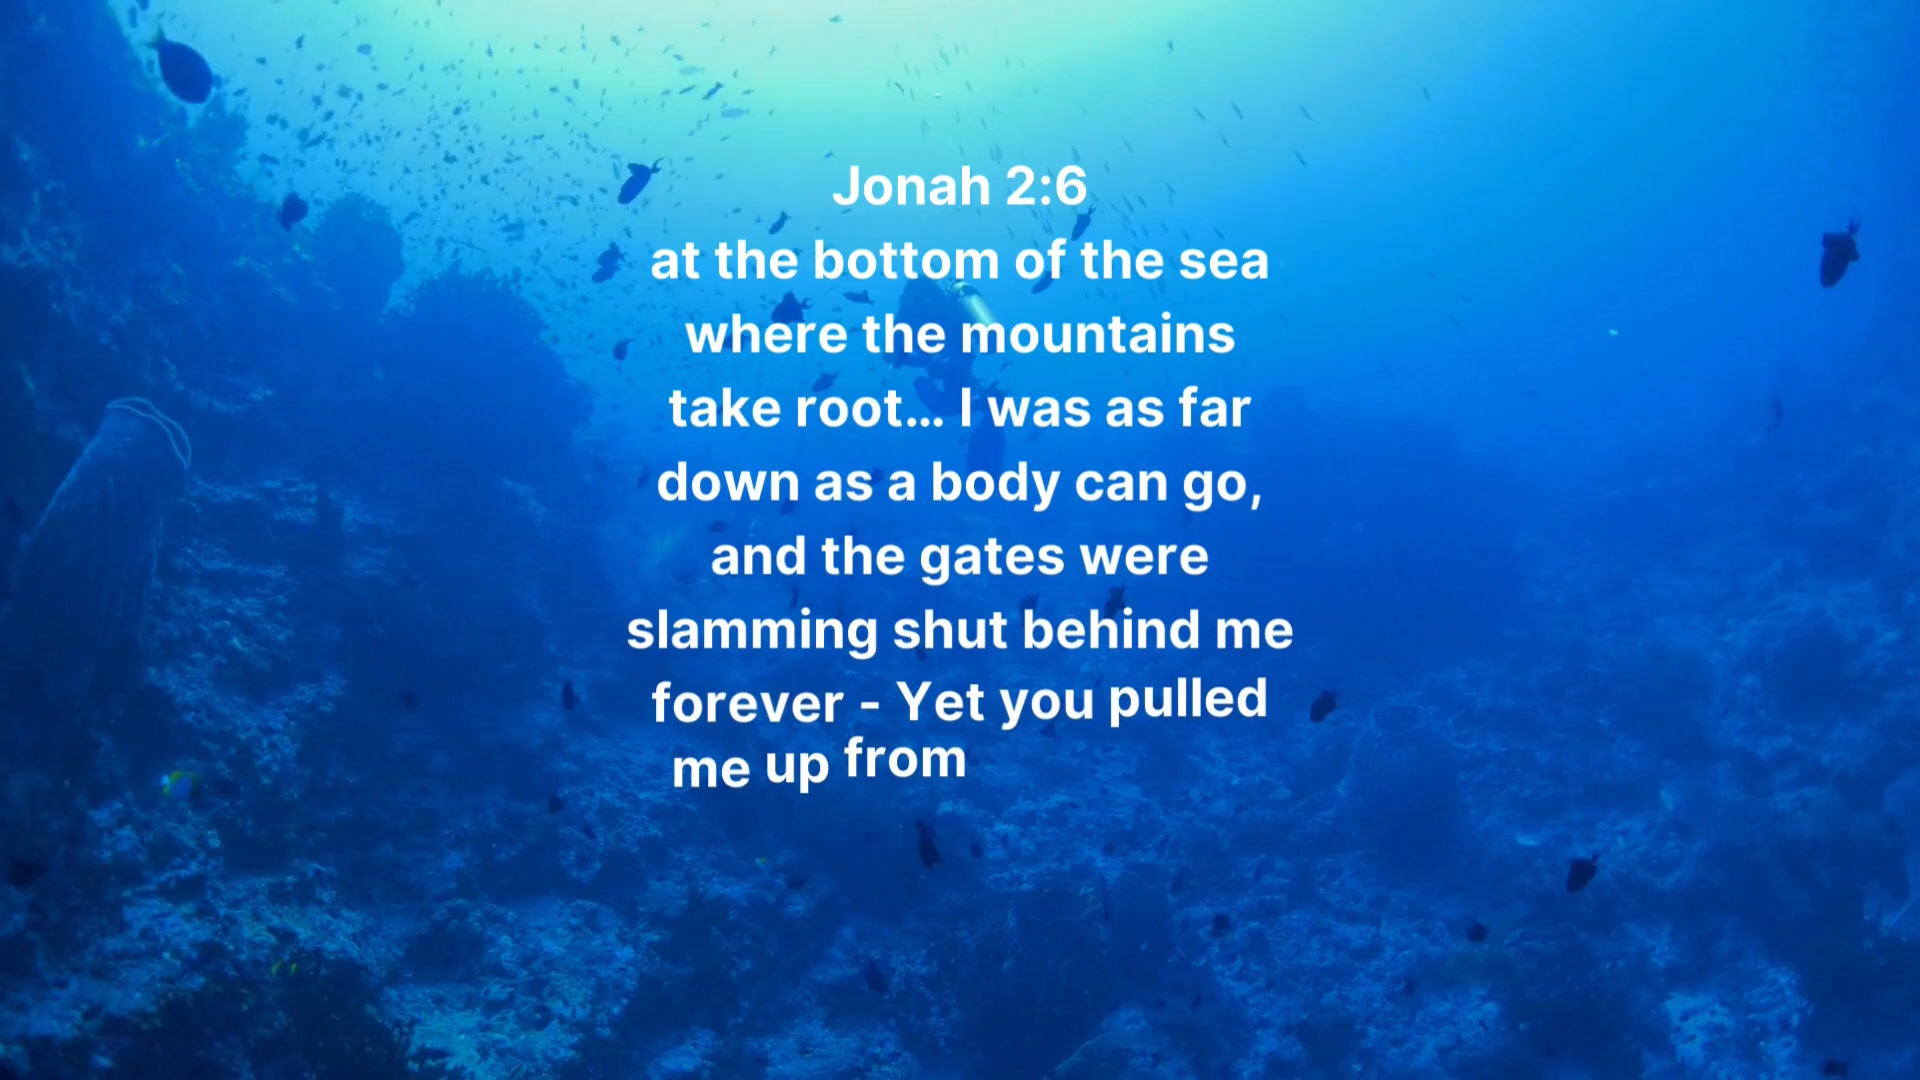 Jonah 2:6
at the bottom of the sea
where the mountains
take root... I was as far
down as a body can go,
and the gates were
slamming shut behind me
forever - Yet you pulled
me up from